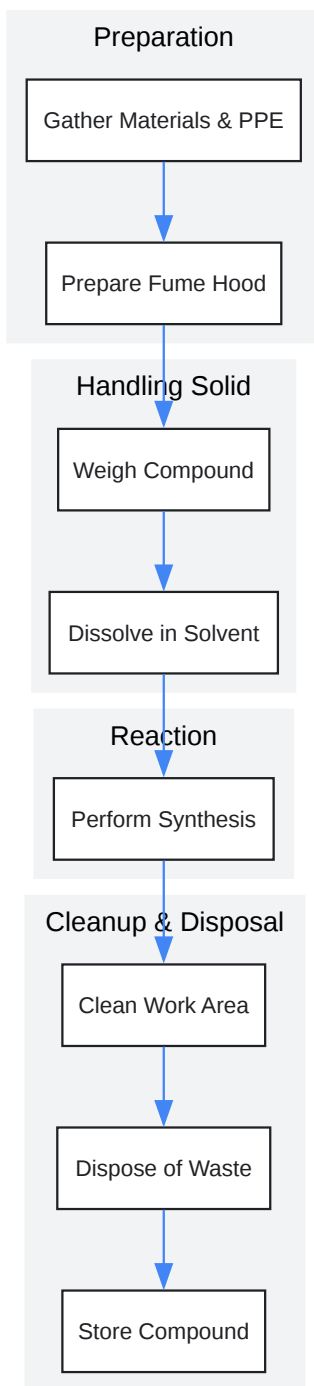 Preparation
Gather Materials & PPE
Prepare Fume Hood
Handling Solid
Weigh Compound
Dissolve in Solvent
Reaction
Perform Synthesis
Cleanup & Disposal
Clean Work Area
Dispose of Waste
Store Compound